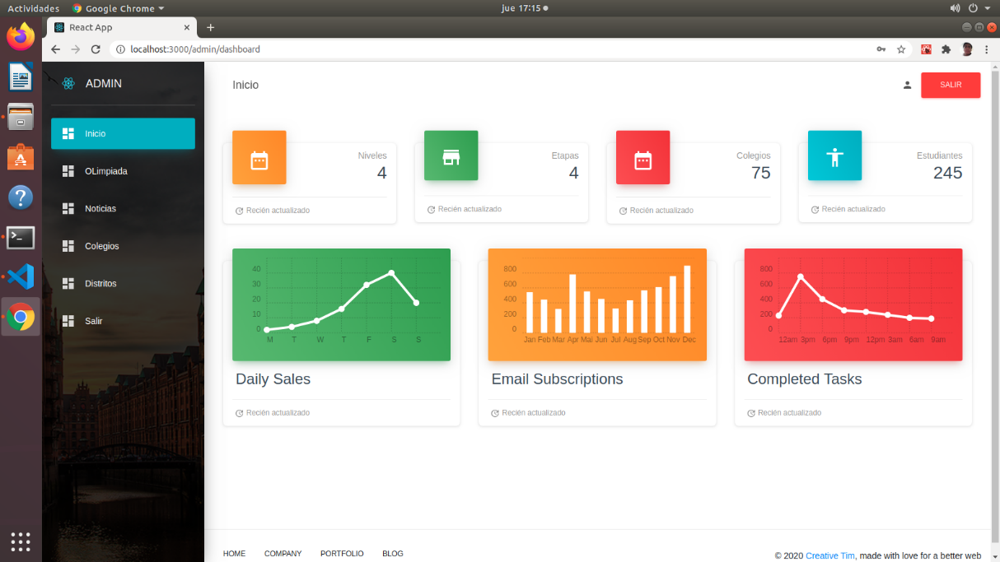 Actividades Google Chrome jue 17:15
React App
localhost:3000/admin/dashboard
ADMIN
Inicio
OLimpiada
Noticias
Colegios
Distritos
Salir
Inicio
SALIR
Niveles
4
Recién actualizado
Etapas
4
Recién actualizado
Colegios
75
Recién actualizado
Estudiantes
245
Recién actualizado
40
30
20
10
0
M T W T F S S
Daily Sales
Recién actualizado
800
600
400
200
0
Jan Feb Mar Apr Mai Jun Jul Aug Sep Oct Nov Dec
Email Subscriptions
Recién actualizado
800
600
400
200
0
12am 3pm 6pm 9pm 12pm 3am 6am 9am
Completed Tasks
Recién actualizado
HOME COMPANY PORTFOLIO BLOG
© 2020 Creative Tim, made with love for a better web